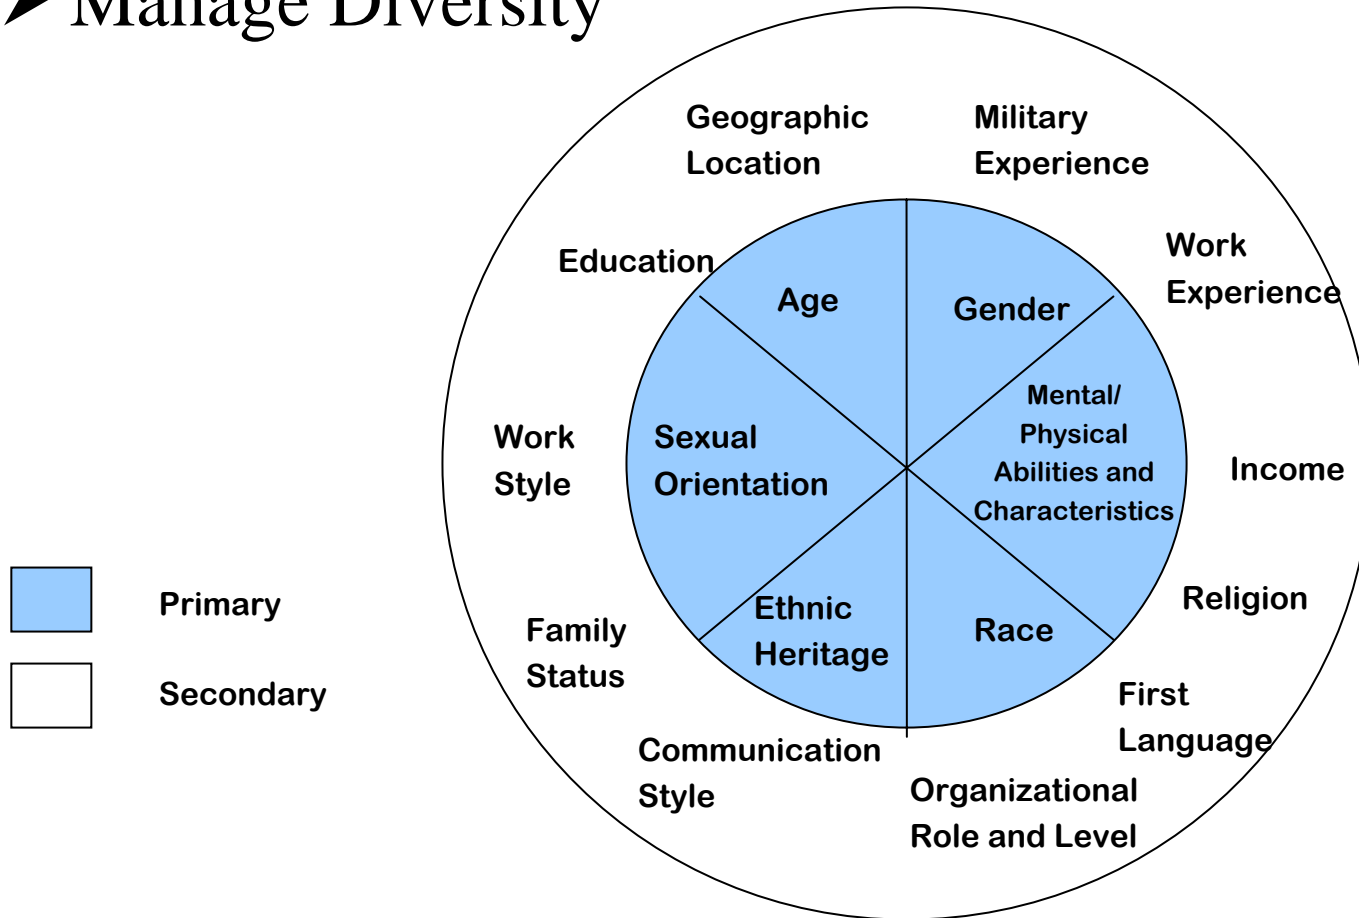 ➤ Manage Diversity
Geographic
Location
Military
Experience
Education
Work
Experience
Age
Gender
Mental/
Physical
Abilities and
Characteristics
Work
Style
Sexual
Orientation
Income
Primary
Secondary
Family
Status
Ethnic
Heritage
Race
Religion
First
Language
Communication
Style
Organizational
Role and Level